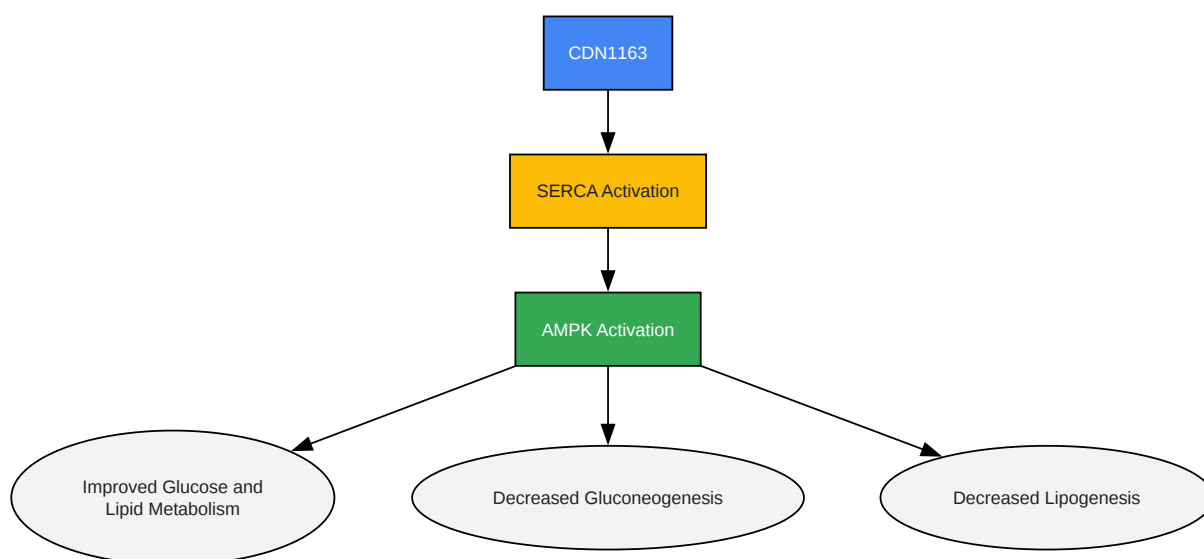 CDN1163
SERCA Activation
AMPK Activation
Improved Glucose and
Lipid Metabolism
Decreased Gluconeogenesis
Decreased Lipogenesis